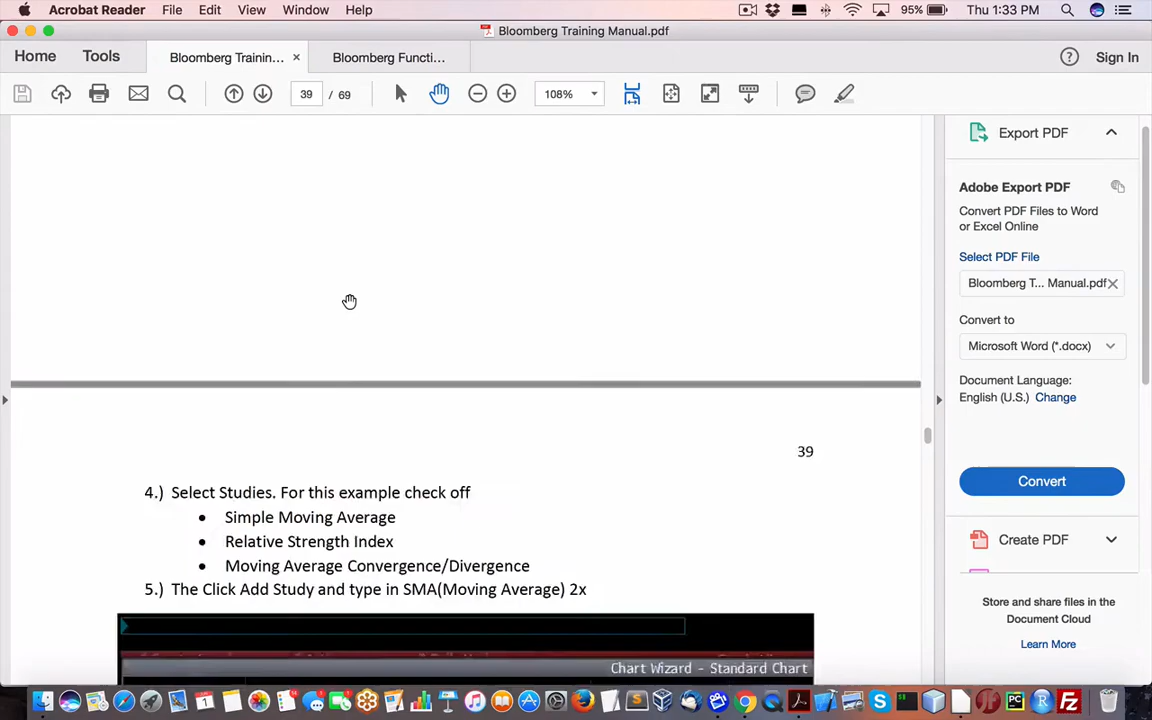 Acrobat Reader File Edit View Window Help 95% Thu 1:33 PM
Bloomberg Training Manual.pdf
Home Tools Bloomberg Trainin... × Bloomberg Functi... Sign In
39 / 69 108%
Export PDF
Adobe Export PDF
Convert PDF Files to Word
or Excel Online
Select PDF File
Bloomberg T... Manual.pdf
Convert to
Microsoft Word (*.docx)
Document Language:
English (U.S.) Change
Convert
Create PDF
Store and share files in the
Document Cloud
Learn More
39
4.) Select Studies. For this example check off
• Simple Moving Average
• Relative Strength Index
• Moving Average Convergence/Divergence
5.) The Click Add Study and type in SMA(Moving Average) 2x
Chart Wizard - Standard Chart